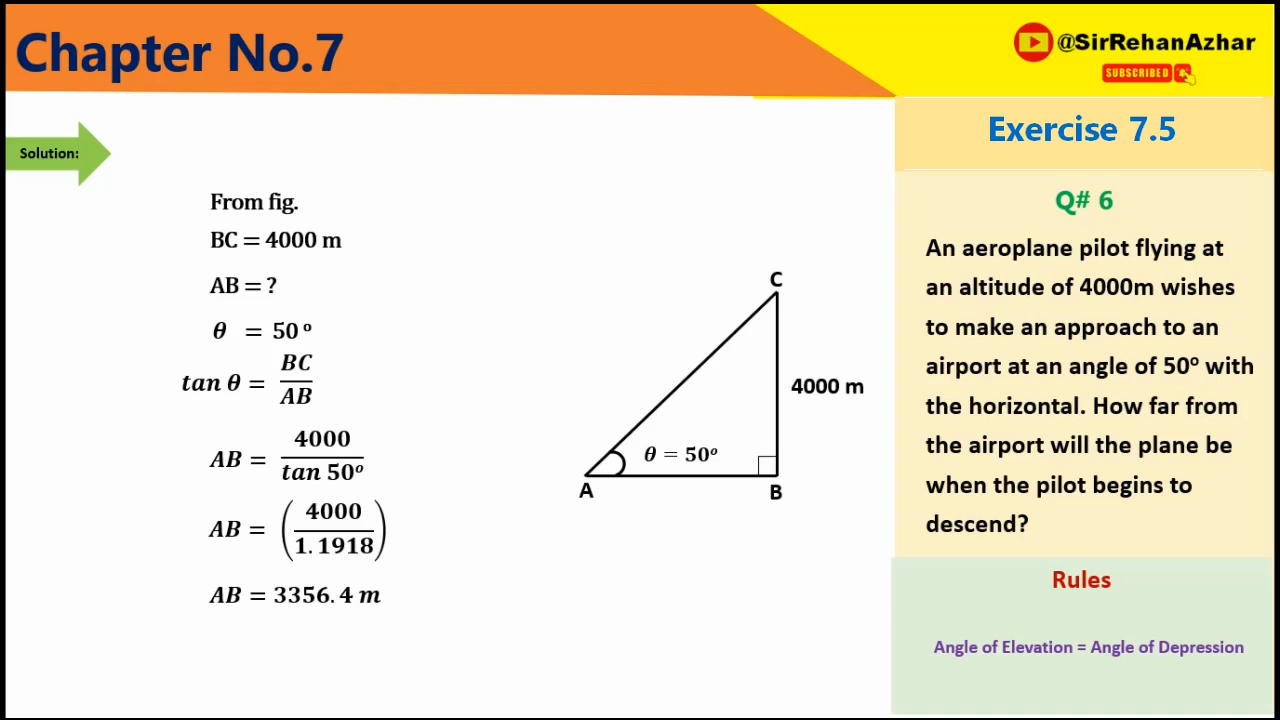 Chapter No.7
@SirRehanAzhar
SUBSCRIBED
Solution:
From fig.
BC = 4000 m
AB = ?
θ = 50°
tan θ = BC/AB
AB = 4000/tan 50°
AB = (4000/1.1918)
AB = 3356.4 m
C
4000 m
θ = 50°
A
B
Exercise 7.5
Q# 6
An aeroplane pilot flying at
an altitude of 4000m wishes
to make an approach to an
airport at an angle of 50° with
the horizontal. How far from
the airport will the plane be
when the pilot begins to
descend?
Rules
Angle of Elevation = Angle of Depression